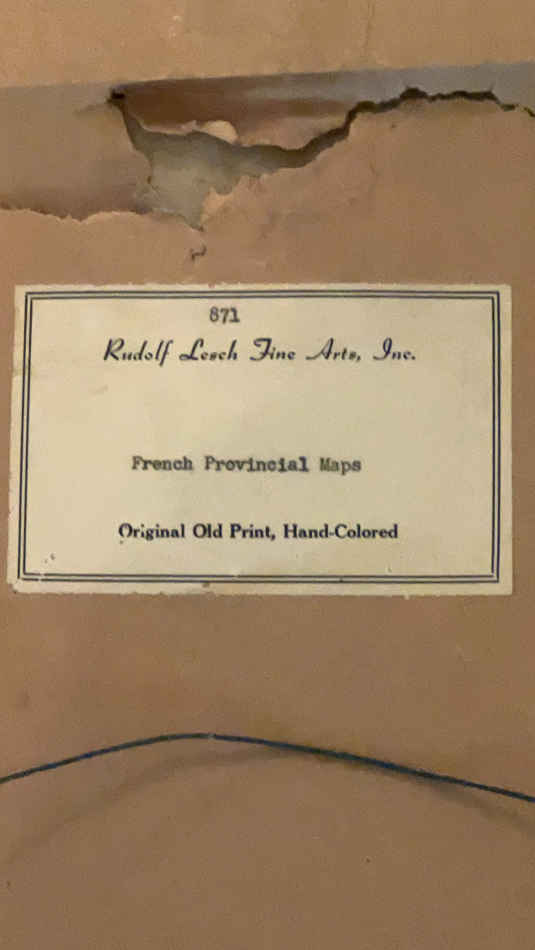 871
Rudolf Lesch Fine Arts, Inc.
French Provincial Maps
Original Old Print, Hand-Colored